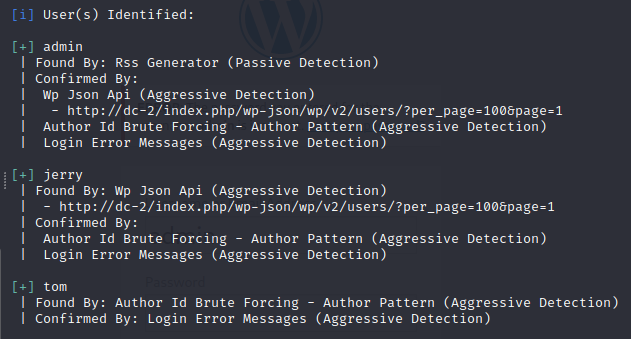 [i] User(s) Identified:
[+] admin
| Found By: Rss Generator (Passive Detection)
| Confirmed By:
|  Wp Json Api (Aggressive Detection)
|   - http://dc-2/index.php/wp-json/wp/v2/users/?per_page=100&page=1
|  Author Id Brute Forcing - Author Pattern (Aggressive Detection)
|  Login Error Messages (Aggressive Detection)
[+] jerry
| Found By: Wp Json Api (Aggressive Detection)
|  - http://dc-2/index.php/wp-json/wp/v2/users/?per_page=100&page=1
| Confirmed By:
|  Author Id Brute Forcing - Author Pattern (Aggressive Detection)
|  Login Error Messages (Aggressive Detection)
Password
[+] tom
| Found By: Author Id Brute Forcing - Author Pattern (Aggressive Detection)
| Confirmed By: Login Error Messages (Aggressive Detection)